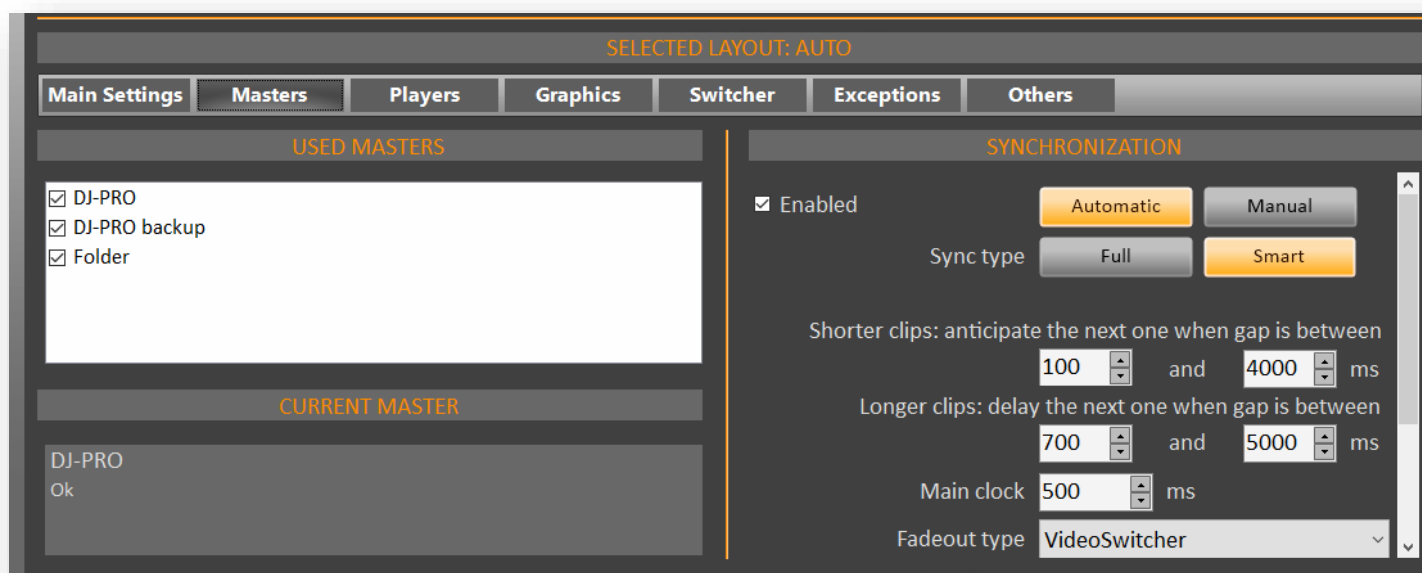 SELECTED LAYOUT: AUTO
Main Settings Masters Players Graphics Switcher Exceptions Others
USED MASTERS
DJ-PRO
DJ-PRO backup
Folder
CURRENT MASTER
DJ-PRO
Ok
SYNCHRONIZATION
Enabled Automatic Manual
Sync type Full Smart
Shorter clips: anticipate the next one when gap is between
100 and 4000 ms
Longer clips: delay the next one when gap is between
700 and 5000 ms
Main clock 500 ms
Fadeout type VideoSwitcher